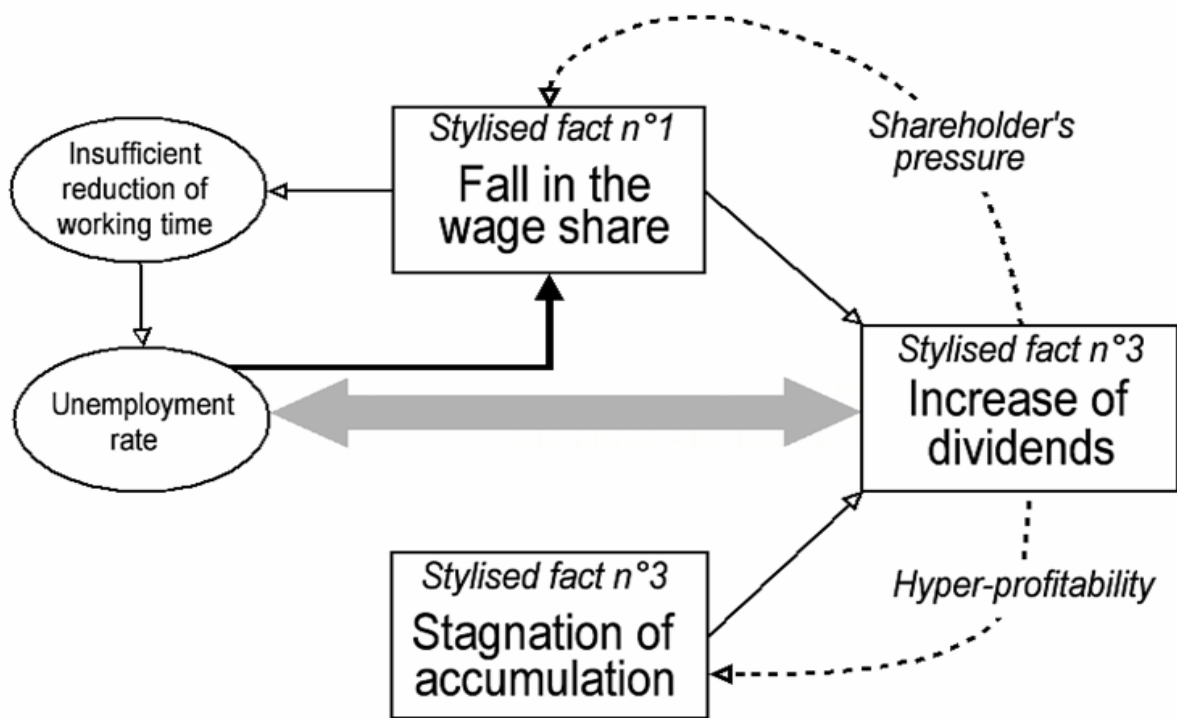 Stylised fact n°1
Fall in the
wage share
Shareholder's
pressure
Insufficient
reduction of
working time
Unemployment
rate
Stylised fact n°3
Increase of
dividends
Stylised fact n°3
Stagnation of
accumulation
Hyper-profitability